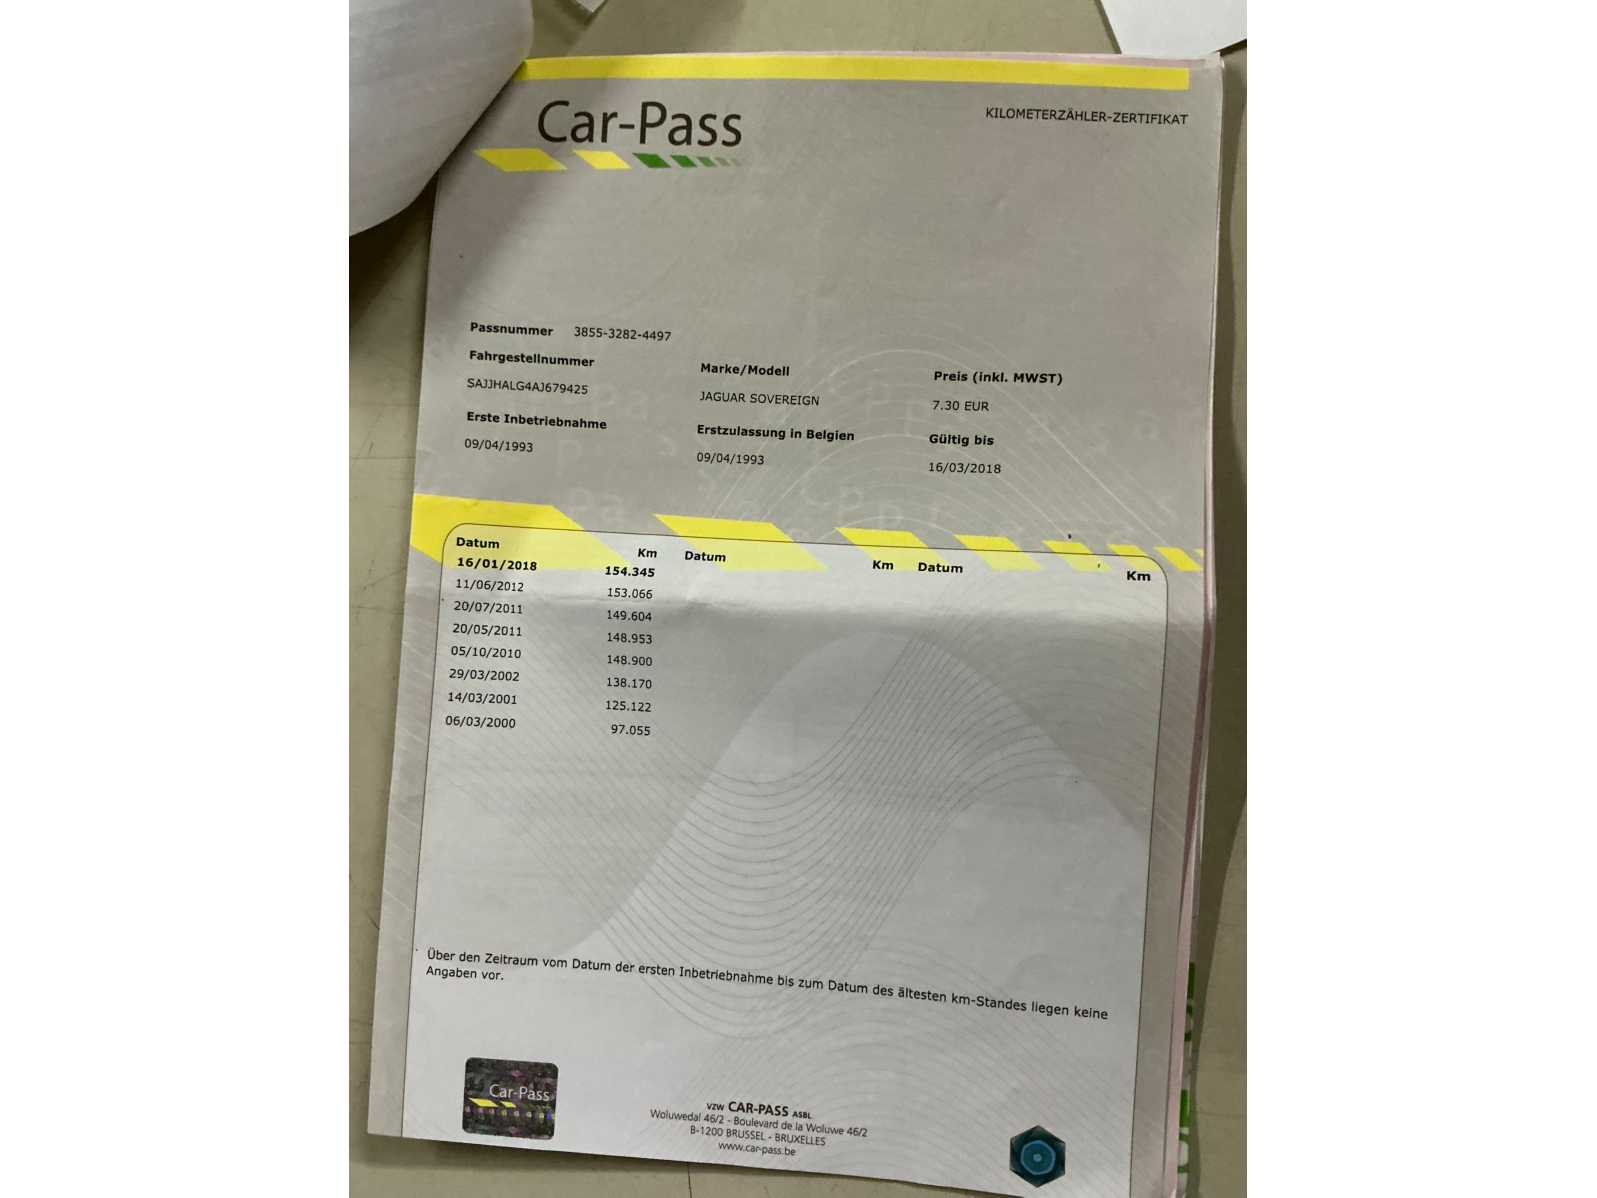 Car-Pass
KILOMETERZÄHLER-ZERTIFIKAT
Passnummer 3855-3282-4497
Fahrgestellnummer Marke/Modell Preis (inkl. MWST)
SAJJHALG4AJ679425 JAGUAR SOVEREIGN 7.30 EUR
Erste Inbetriebnahme Erstzulassung in Belgien Gültig bis
09/04/1993 09/04/1993 16/03/2018
Datum Km Datum Km Datum Km
16/01/2018 154.345
11/06/2012 153.066
20/07/2011 149.604
20/05/2011 148.953
05/10/2010 148.900
29/03/2002 138.170
14/03/2001 125.122
06/03/2000 97.055
Über den Zeitraum vom Datum der ersten Inbetriebnahme bis zum Datum des ältesten km-Standes liegen keine
Angaben vor.
Car-Pass
vzw CAR-PASS ASBL
Woluwedal 46/2 - Boulevard de la Woluwe 46/2
B-1200 BRUSSEL - BRUXELLES
www.car-pass.be